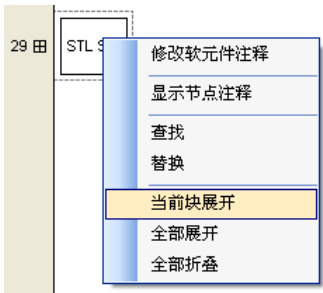 29 STL S
修改软元件注释
显示节点注释
查找
替换
当前块展开
全部展开
全部折叠